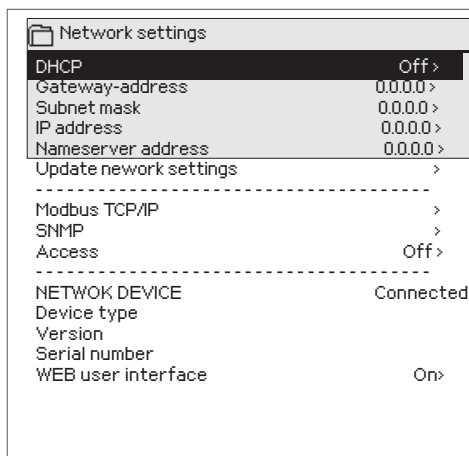 Network settings
DHCP Off >
Gateway-address 0.0.0.0 >
Subnet mask 0.0.0.0 >
IP address 0.0.0.0 >
Nameserver address 0.0.0.0 >
Update nework settings >
- - - - - - - - - - - - - - - - - - - - - - - - - - - - - - - - - - - - - -
Modbus TCP/IP >
SNMP >
Access Off >
- - - - - - - - - - - - - - - - - - - - - - - - - - - - - - - - - - - - - -
NETWOK DEVICE Connected
Device type
Version
Serial number
WEB user interface On>